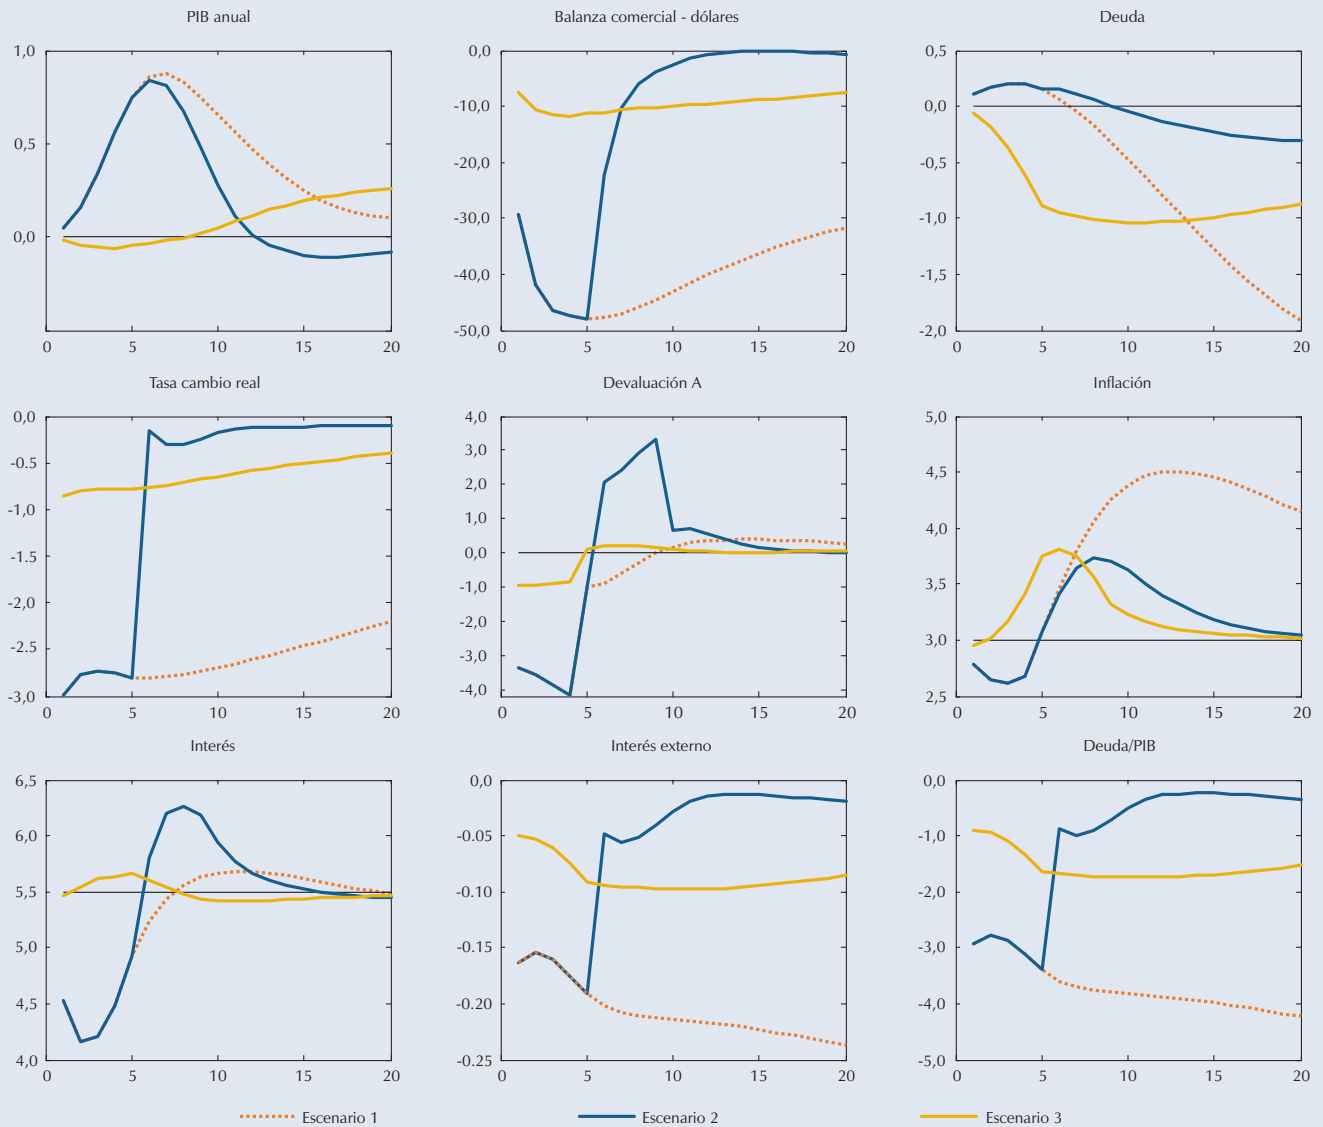 PIB anual
Balanza comercial - dólares
Deuda
1,0
0,5
0,0
0 5 10 15 20
0,0
-10,0
-20,0
-30,0
-40,0
-50,0
0 5 10 15 20
0,5
0,0
-0,5
-1,0
-1,5
-2,0
0 5 10 15 20
Tasa cambio real
Devaluación A
Inflación
0,0
-0.5
-1,0
-1,5
-2,0
-2,5
-3,0
0 5 10 15 20
4,0
3,0
2,0
1,0
0,0
-1,0
-2,0
-3,0
-4,0
0 5 10 15 20
5,0
4,5
4,0
3,5
3,0
2,5
0 5 10 15 20
Interés
Interés externo
Deuda/PIB
6,5
6,0
5,5
5,0
4,5
4,0
0 5 10 15 20
0,0
-0.05
-0.10
-0.15
-0.20
-0.25
0 5 10 15 20
0,0
-1,0
-2,0
-3,0
-4,0
-5,0
0 5 10 15 20
Escenario 1 Escenario 2 Escenario 3